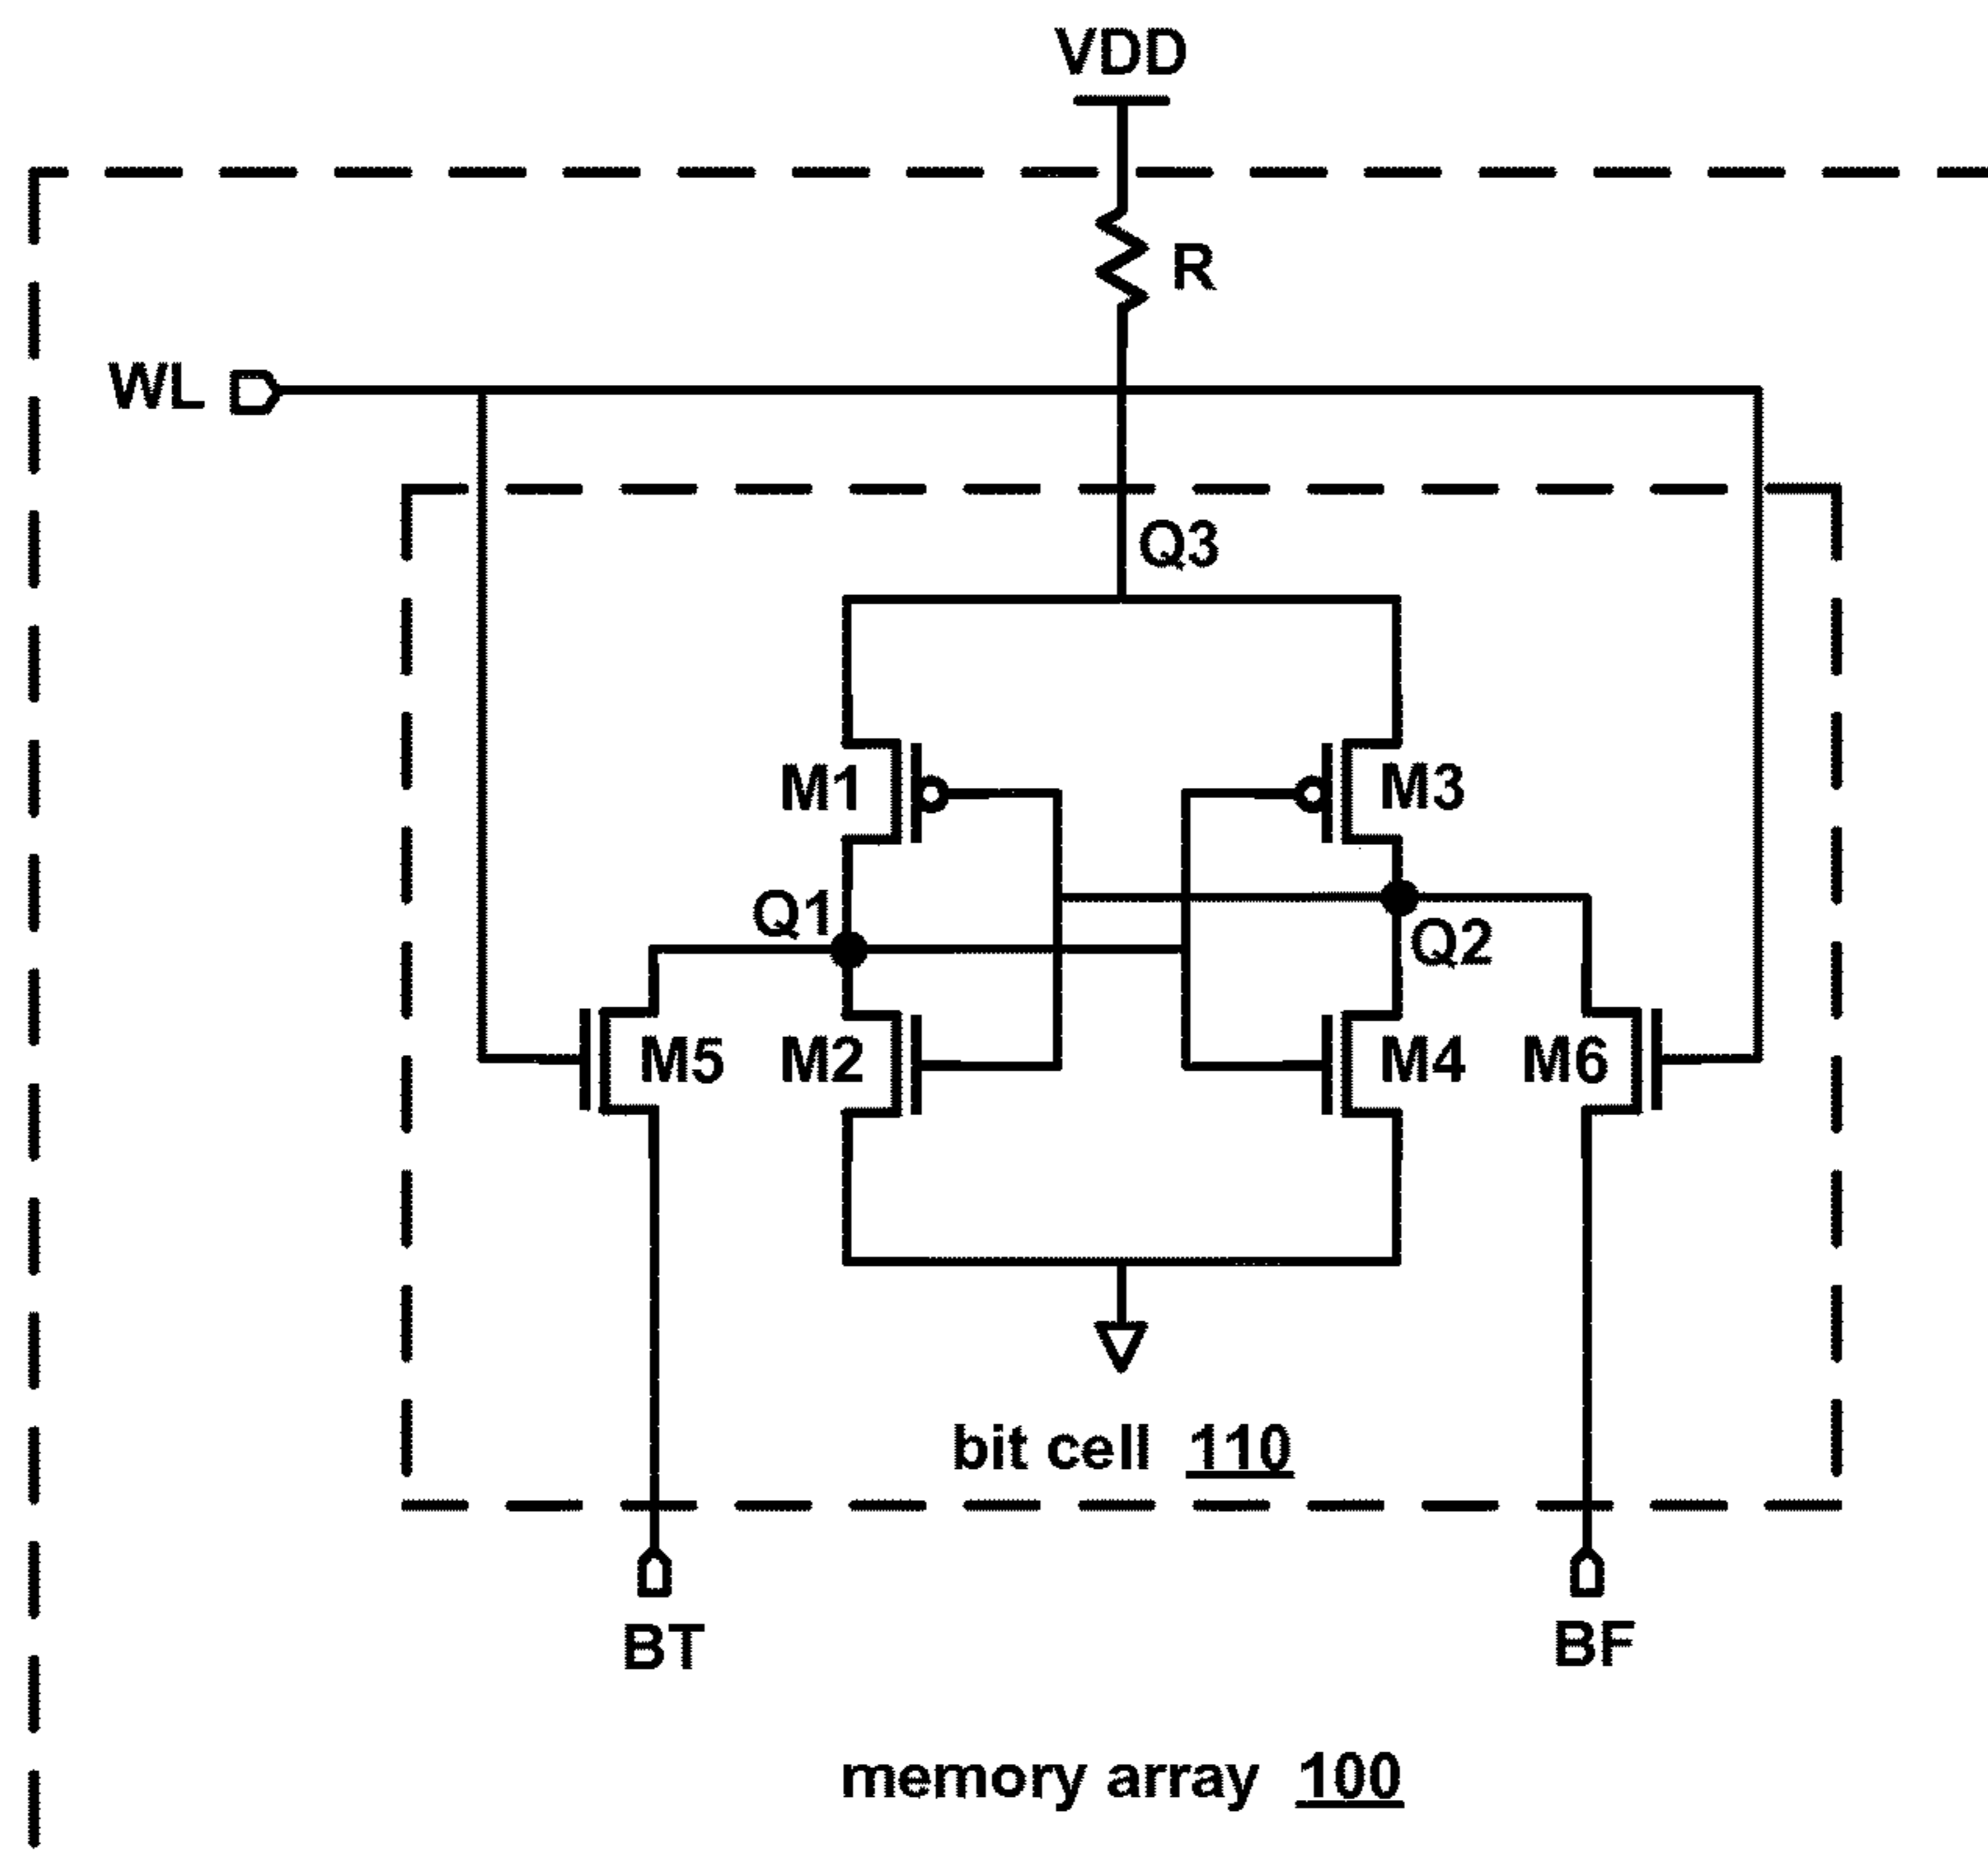 VDD
R
WL
Q3
M1
M3
Q1
Q2
M5
M2
M4
M6
bit cell 110
BT
BF
memory array 100